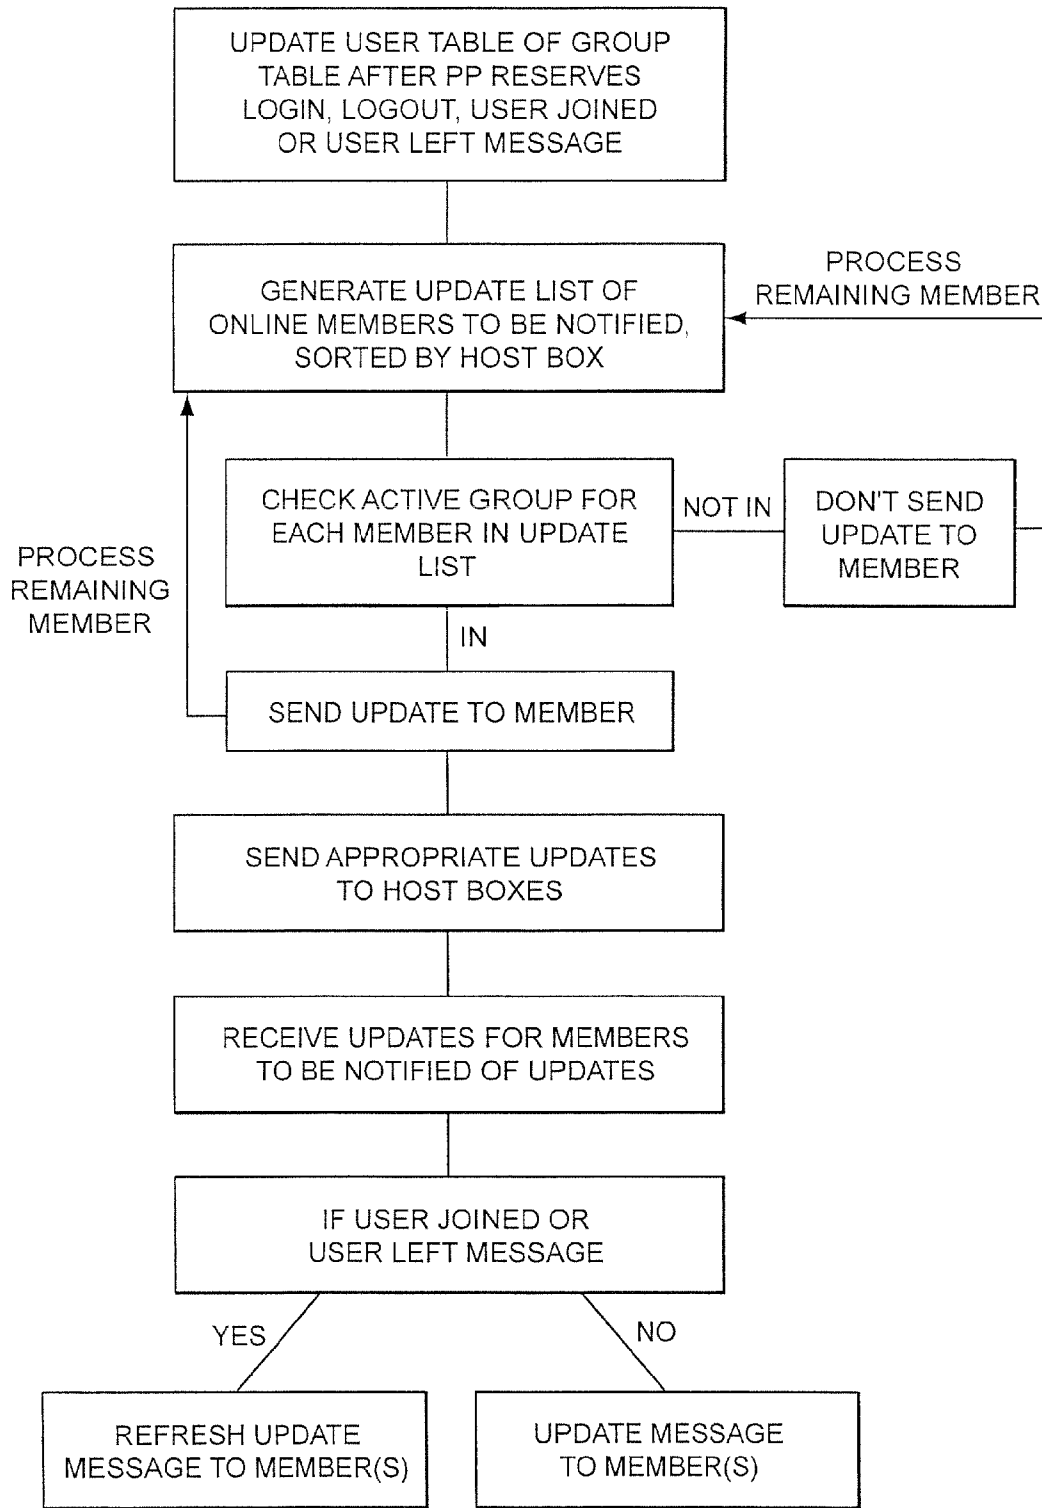 UPDATE USER TABLE OF GROUP
TABLE AFTER PP RESERVES
LOGIN, LOGOUT, USER JOINED
OR USER LEFT MESSAGE
PROCESS
REMAINING MEMBER
GENERATE UPDATE LIST OF
ONLINE MEMBERS TO BE NOTIFIED,
SORTED BY HOST BOX
CHECK ACTIVE GROUP FOR
EACH MEMBER IN UPDATE
LIST
NOT IN
DON'T SEND
UPDATE TO
MEMBER
PROCESS
REMAINING
MEMBER
IN
SEND UPDATE TO MEMBER
SEND APPROPRIATE UPDATES
TO HOST BOXES
RECEIVE UPDATES FOR MEMBERS
TO BE NOTIFIED OF UPDATES
IF USER JOINED OR
USER LEFT MESSAGE
YES
NO
REFRESH UPDATE
MESSAGE TO MEMBER(S)
UPDATE MESSAGE
TO MEMBER(S)